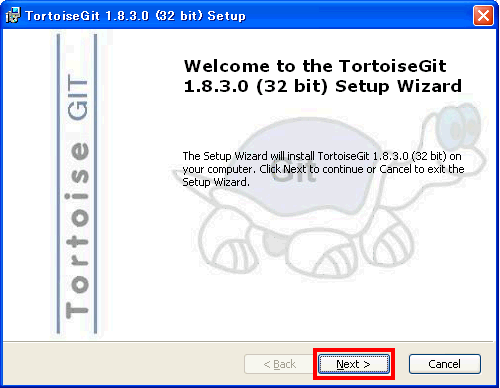 TortoiseGit 1.8.3.0 (32 bit) Setup
Welcome to the TortoiseGit
1.8.3.0 (32 bit) Setup Wizard
The Setup Wizard will install TortoiseGit 1.8.3.0 (32 bit) on
your computer. Click Next to continue or Cancel to exit the
Setup Wizard.
Git
Tortoise GIT
< Back
Next >
Cancel